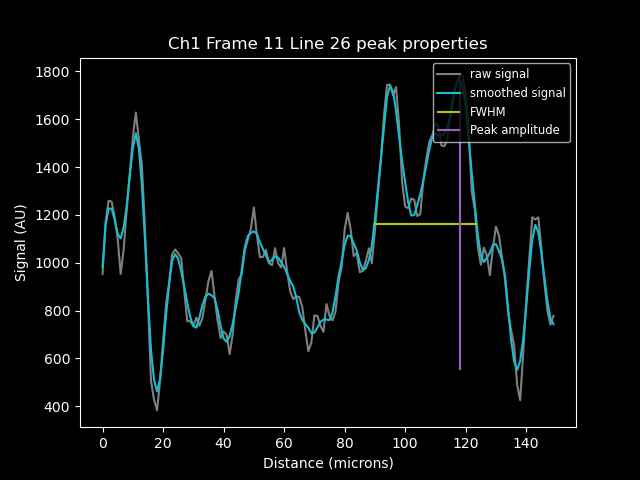 Ch1 Frame 11 Line 26 peak properties
raw signal
smoothed signal
FWHM
Peak amplitude
Signal (AU)
1800
1600
1400
1200
1000
800
600
400
0 20 40 60 80 100 120 140
Distance (microns)